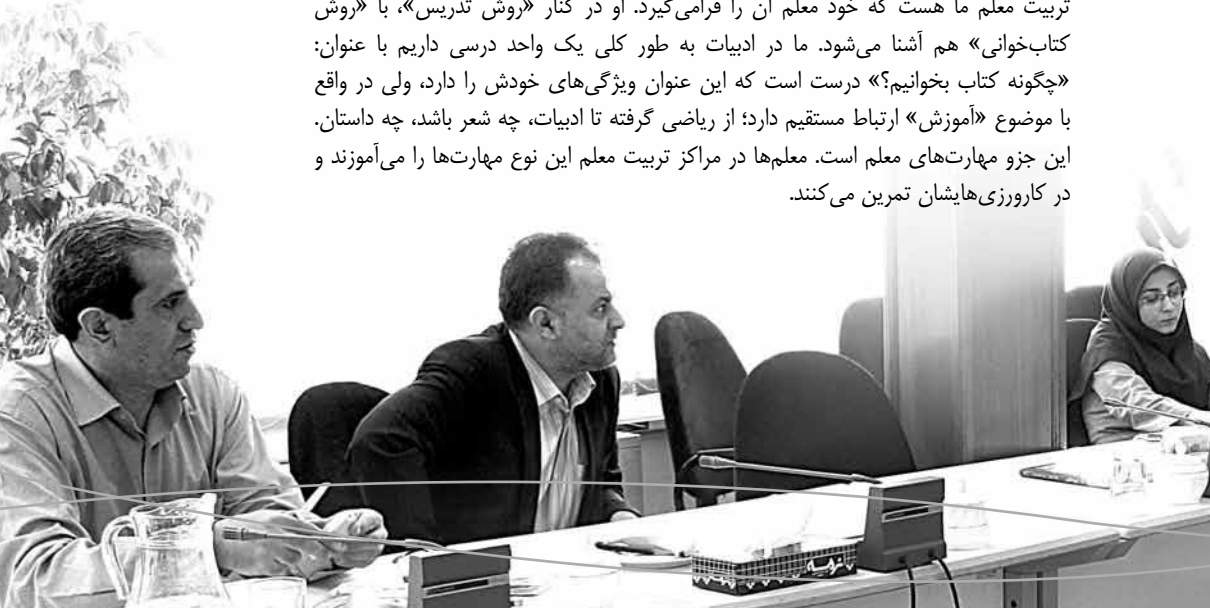 تربیت معلم ما هست که خود معلم آن را فرامی‌گیرد. او در کنار «روش تدریس»، با «روش
کتاب‌خوانی» هم آشنا می‌شود. ما در ادبیات به طور کلی یک واحد درسی داریم با عنوان:
«چگونه کتاب بخوانیم؟» درست است که این عنوان ویژگی‌های خودش را دارد، ولی در واقع
با موضوع «آموزش» ارتباط مستقیم دارد؛ از ریاضی گرفته تا ادبیات، چه شعر باشد، چه داستان.
این جزو مهارت‌های معلم است. معلم‌ها در مراکز تربیت معلم این نوع مهارت‌ها را می‌آموزند و
در کارورزی‌هایشان تمرین می‌کنند.